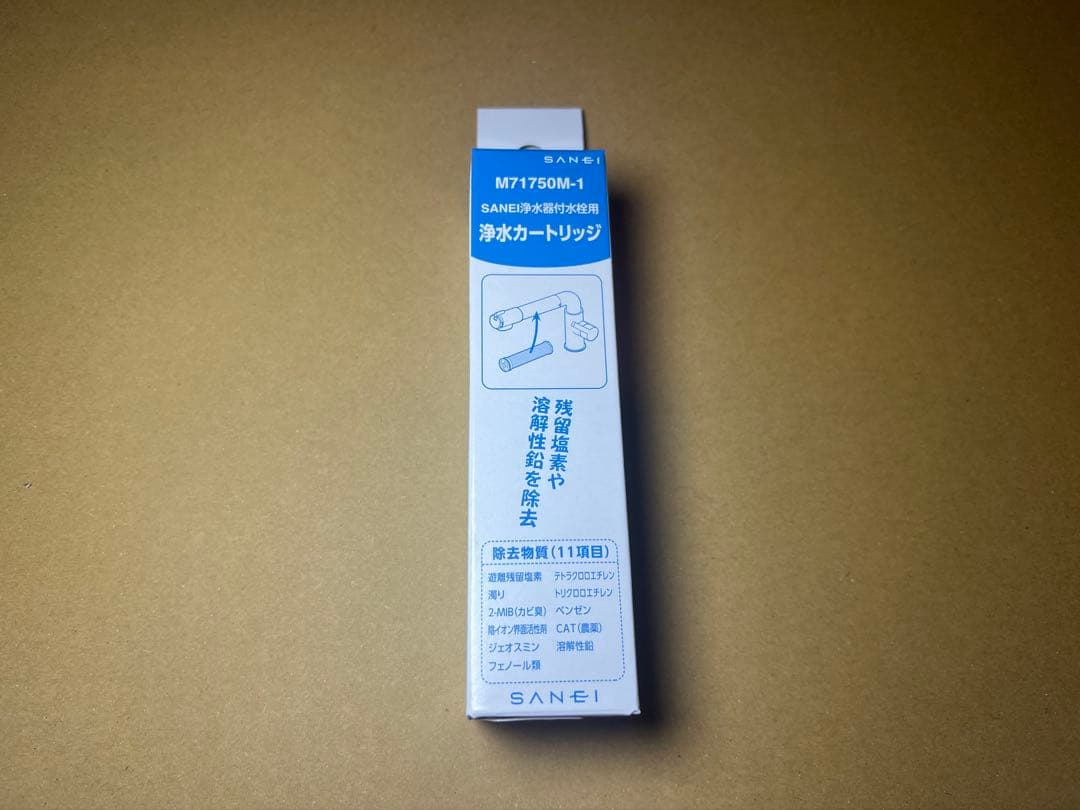 SANEI
M71750M-1
SANEI浄水器付水栓用
浄水カートリッジ
残留塩素や
溶解性鉛を除去
除去物質(11項目)
遊離残留塩素 テトラクロロエチレン
濁り トリクロロエチレン
2-MIB(カビ臭) ベンゼン
陰イオン界面活性剤 CAT(農薬)
ジェオスミン 溶解性鉛
フェノール類
SANEI